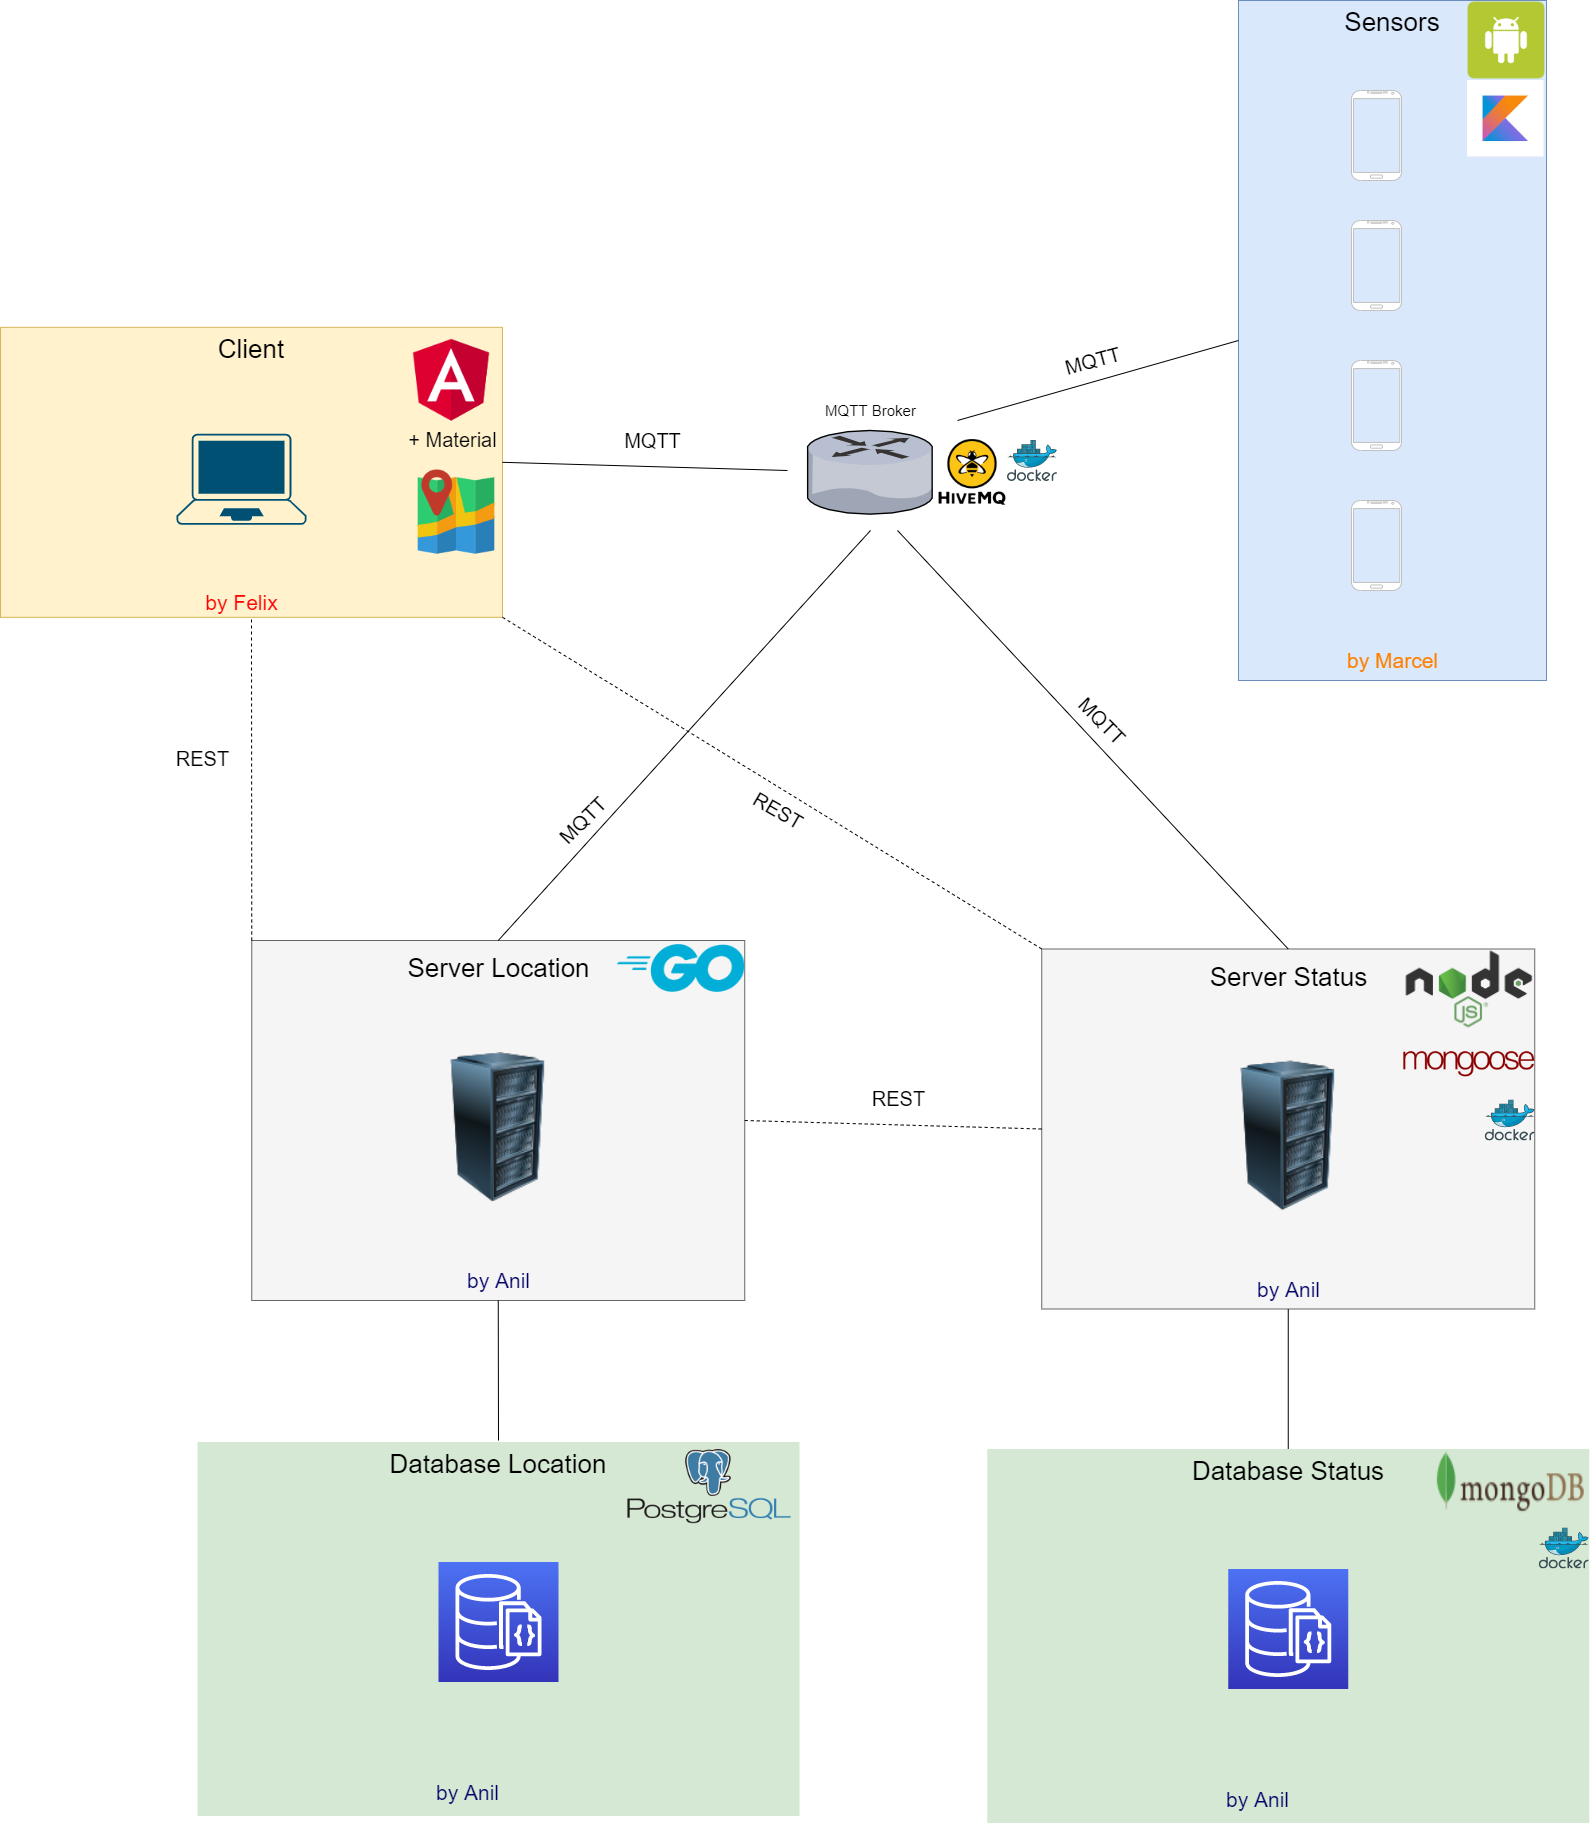 Sensors
Client
+ Material
by Felix
MQTT
MQTT Broker
HIVEMQ
docker
MQTT
by Marcel
REST
MQTT
REST
MQTT
Server Location
GO
by Anil
REST
Server Status
node
JS
mongoose
docker
by Anil
Database Location
PostgreSQL
by Anil
Database Status
mongoDB
docker
by Anil